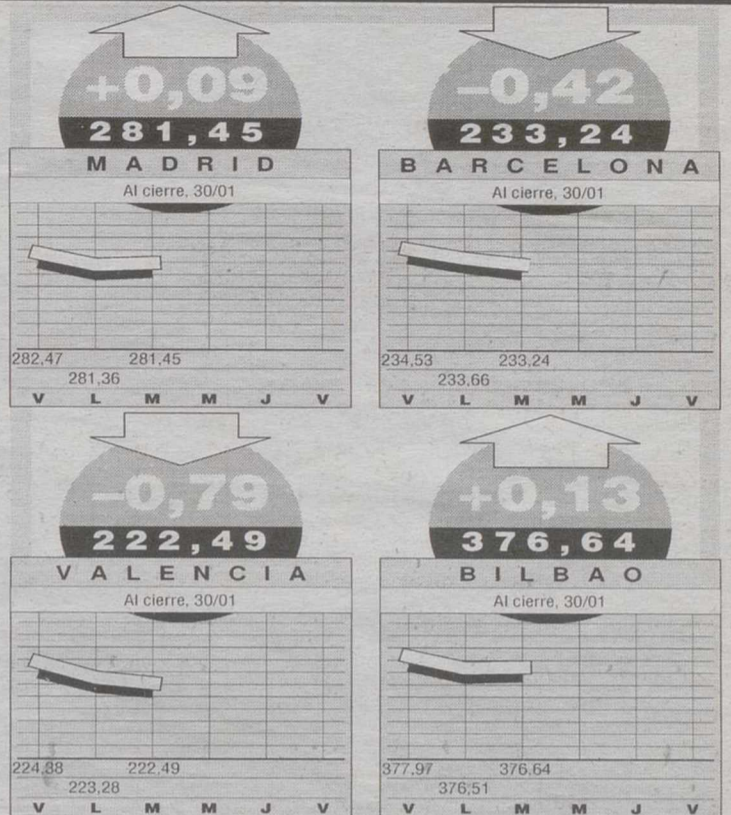 +0,09
281,45
MADRID
Al cierre, 30/01
282,47 281,45
281,36
V L M M J V
−0,42
233,24
BARCELONA
Al cierre, 30/01
234,53 233,24
233,66
V L M M J V
−0,79
222,49
VALENCIA
Al cierre, 30/01
224,38 222,49
223,28
V L M M J V
+0,13
376,64
BILBAO
Al cierre, 30/01
377,97 376,64
376,51
V L M M J V